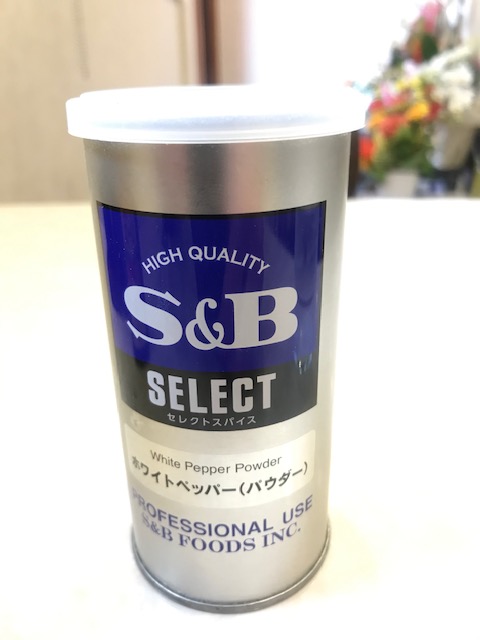 HIGH QUALITY
S&B
SELECT
セレクトスパイス
White Pepper Powder
ホワイトペッパー(パウダー)
PROFESSIONAL USE
S&B FOODS INC.